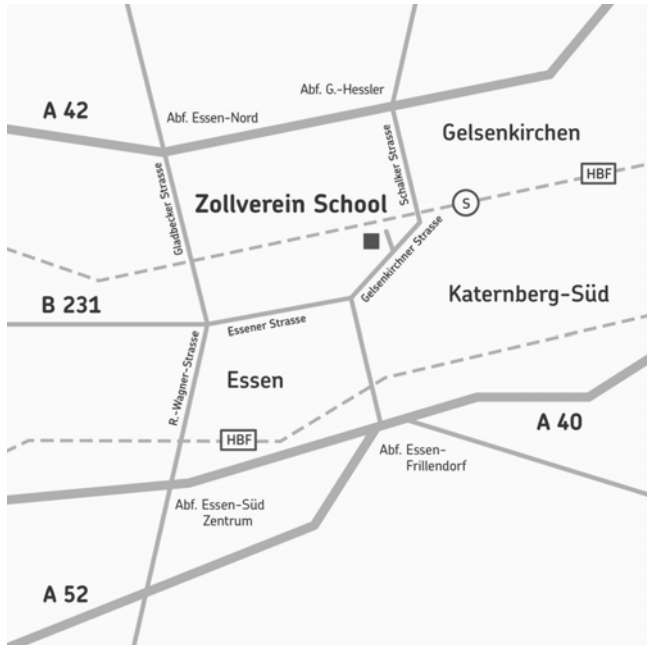 Abf. G.-Hessler
A 42
Abf. Essen-Nord
Gelsenkirchen
Schalker Strasse
HBF
Gladbecker Strasse
Zollverein School
S
Gelsenkirchner Strasse
B 231
Katernberg-Süd
Essener Strasse
R.-Wagner-Strasse
Essen
HBF
A 40
Abf. Essen-
Frillendorf
Abf. Essen-Süd
Zentrum
A 52